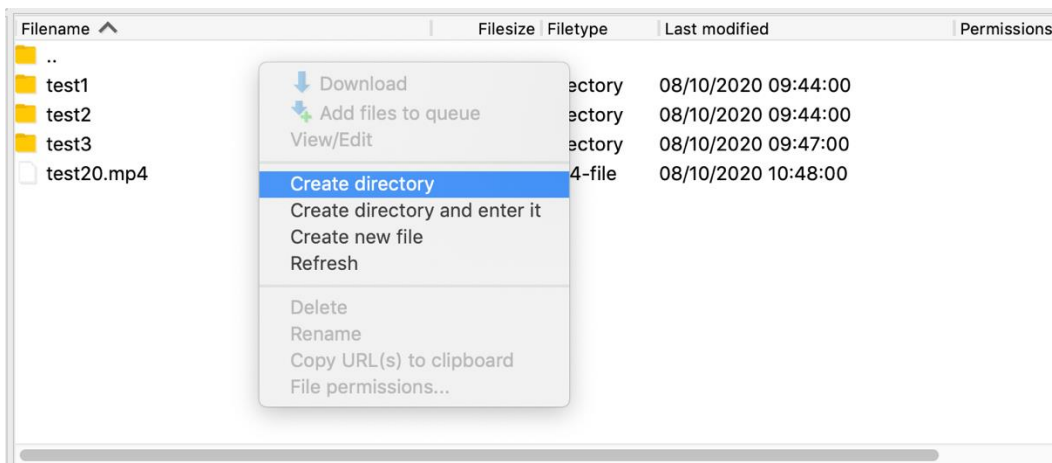 Filename Filesize Filetype Last modified Permissions
..
test1 ectory 08/10/2020 09:44:00
test2 ectory 08/10/2020 09:44:00
test3 ectory 08/10/2020 09:47:00
test20.mp4 4-file 08/10/2020 10:48:00
Download
Add files to queue
View/Edit
Create directory
Create directory and enter it
Create new file
Refresh
Delete
Rename
Copy URL(s) to clipboard
File permissions...